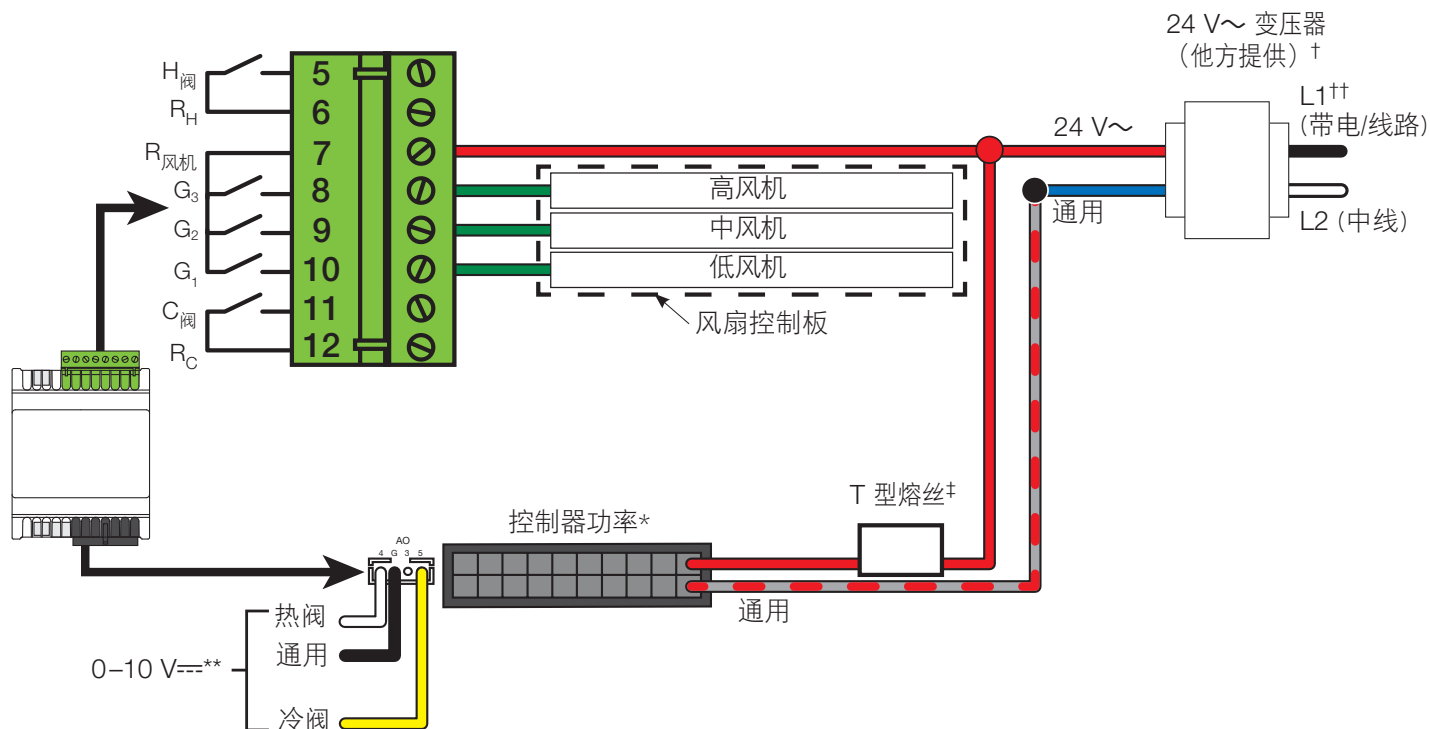 24 V～ 变压器
（他方提供）†
L1††
(带电/线路)
L2 (中线)
24 V～
通用
H阀
RH
R风机
G3
G2
G1
C阀
RC
5
6
7
8
9
10
11
12
高风机
中风机
低风机
风扇控制板
T 型熔丝‡
控制器功率*
通用
AO
4 G 3 5
热阀
通用
0–10 V⎓**
冷阀